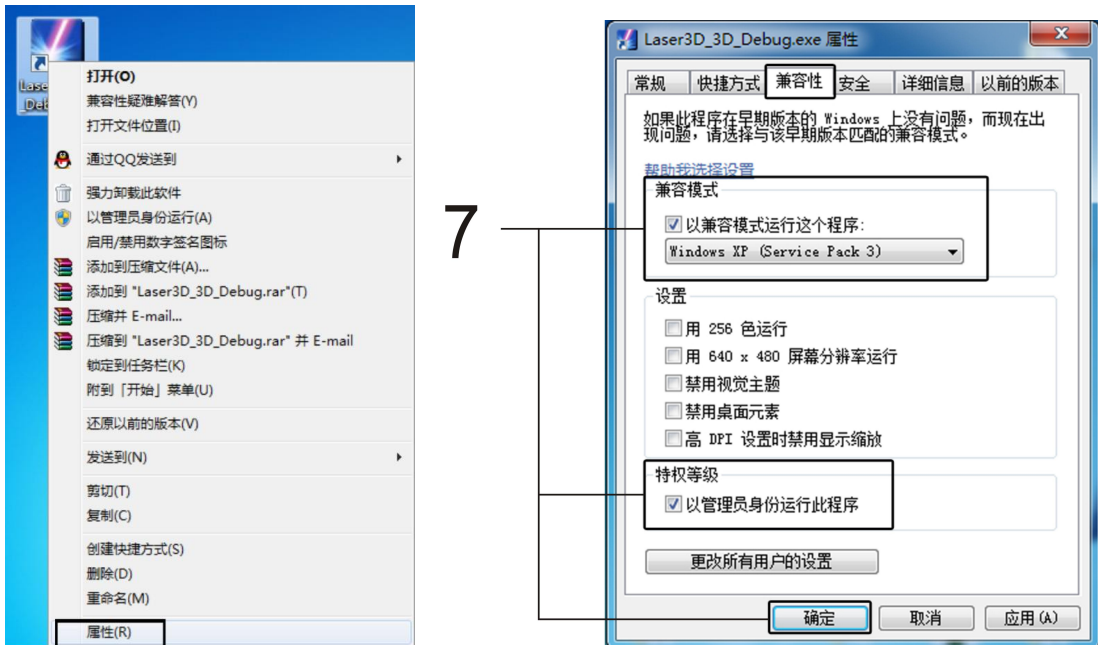 Lase
_Deb
打开(O)
兼容性疑难解答(Y)
打开文件位置(I)
通过QQ发送到
强力卸载此软件
以管理员身份运行(A)
启用/禁用数字签名图标
添加到压缩文件(A)...
添加到 "Laser3D_3D_Debug.rar"(T)
压缩并 E-mail...
压缩到 "Laser3D_3D_Debug.rar" 并 E-mail
锁定到任务栏(K)
附到「开始」菜单(U)
还原以前的版本(V)
发送到(N)
剪切(T)
复制(C)
创建快捷方式(S)
删除(D)
重命名(M)
属性(R)
7
Laser3D_3D_Debug.exe 属性
常规 快捷方式 兼容性 安全 详细信息 以前的版本
如果此程序在早期版本的 Windows 上没有问题，而现在出
现问题，请选择与该早期版本匹配的兼容模式。
帮助我选择设置
兼容模式
以兼容模式运行这个程序:
Windows XP (Service Pack 3)
设置
用 256 色运行
用 640 x 480 屏幕分辨率运行
禁用视觉主题
禁用桌面元素
高 DPI 设置时禁用显示缩放
特权等级
以管理员身份运行此程序
更改所有用户的设置
确定 取消 应用(A)